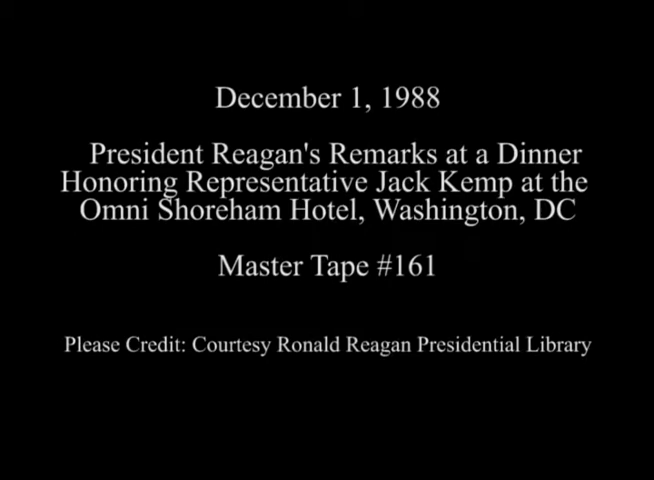 December 1, 1988
President Reagan's Remarks at a Dinner
Honoring Representative Jack Kemp at the
Omni Shoreham Hotel, Washington, DC
Master Tape #161
Please Credit: Courtesy Ronald Reagan Presidential Library